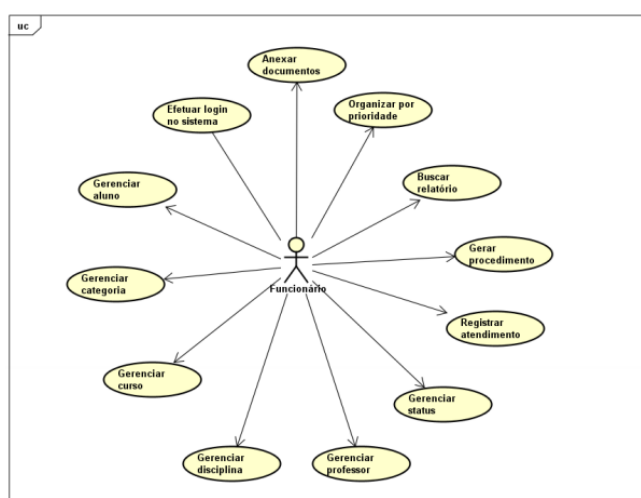 uc
Anexar
documentos
Efetuar login
no sistema
Organizar por
prioridade
Gerenciar
aluno
Buscar
relatório
Gerenciar
categoria
Funcionário
Gerar
procedimento
Registrar
atendimento
Gerenciar
curso
Gerenciar
status
Gerenciar
disciplina
Gerenciar
professor